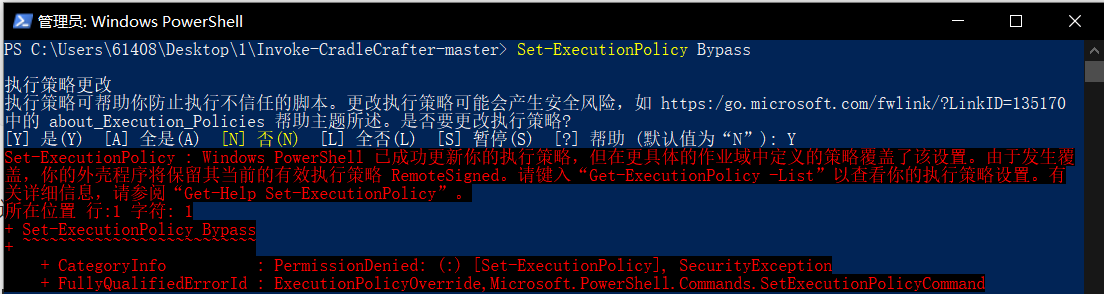 管理员: Windows PowerShell
PS C:\Users\61408\Desktop\1\Invoke-CradleCrafter-master> Set-ExecutionPolicy Bypass
执行策略更改
执行策略可帮助你防止执行不信任的脚本。更改执行策略可能会产生安全风险，如 https:/go.microsoft.com/fwlink/?LinkID=135170
中的 about_Execution_Policies 帮助主题所述。是否要更改执行策略?
[Y] 是(Y)  [A] 全是(A)  [N] 否(N)  [L] 全否(L)  [S] 暂停(S)  [?] 帮助 (默认值为“N”): Y
Set-ExecutionPolicy : Windows PowerShell 已成功更新你的执行策略，但在更具体的作业域中定义的策略覆盖了该设置。由于发生覆
盖，你的外壳程序将保留其当前的有效执行策略 RemoteSigned。请键入“Get-ExecutionPolicy -List”以查看你的执行策略设置。有
关详细信息，请参阅“Get-Help Set-ExecutionPolicy”。
所在位置 行:1 字符: 1
+ Set-ExecutionPolicy Bypass
+ ~~~~~~~~~~~~~~~~~~~~~~~~~~
    + CategoryInfo          : PermissionDenied: (:) [Set-ExecutionPolicy], SecurityException
    + FullyQualifiedErrorId : ExecutionPolicyOverride,Microsoft.PowerShell.Commands.SetExecutionPolicyCommand